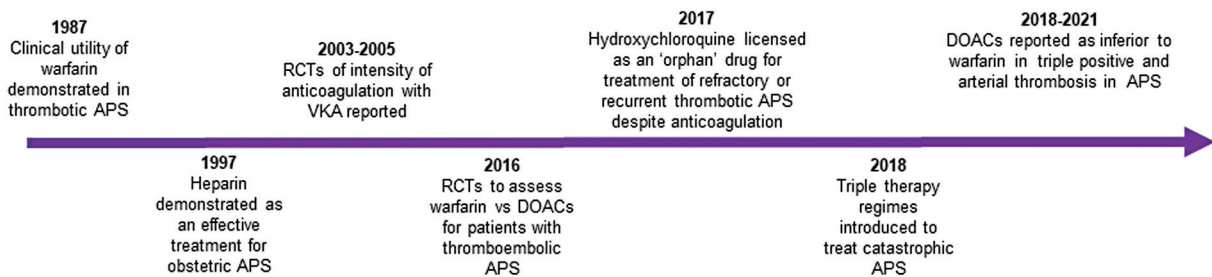 1987
Clinical utility of
warfarin
demonstrated in
thrombotic APS
1997
Heparin
demonstrated as
an effective
treatment for
obstetric APS
2003-2005
RCTs of intensity of
anticoagulation with
VKA reported
2016
RCTs to assess
warfarin vs DOACs
for patients with
thromboembolic
APS
2017
Hydroxychloroquine licensed
as an ‘orphan’ drug for
treatment of refractory or
recurrent thrombotic APS
despite anticoagulation
2018
Triple therapy
regimes
introduced to
treat catastrophic
APS
2018-2021
DOACs reported as inferior to
warfarin in triple positive and
arterial thrombosis in APS